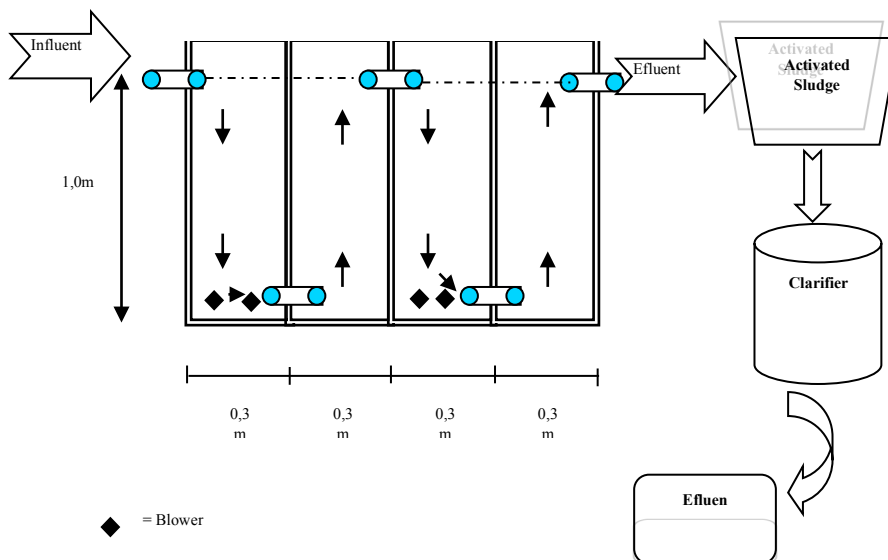 Influent
Efluent
Activated
Sludge
Activated
Sludge
1,0m
Clarifier
0,3
m
0,3
m
0,3
m
0,3
m
Efluen
= Blower